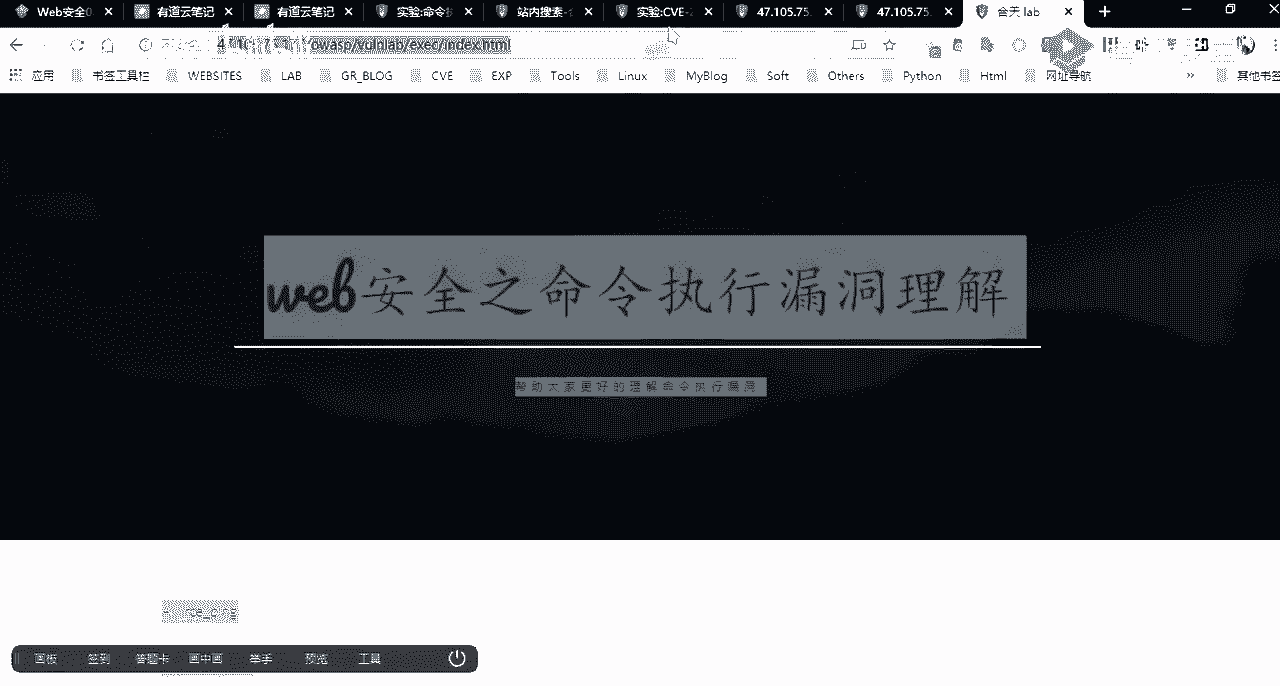 Web安全0
有道云笔记
有道云笔记
实验:命令执
站内搜索-合
实验:CVE-2
47.105.75.
47.105.75.
合天 lab
owasp/vulnlab/exec/index.html
应用
书签工具栏
WEBSITES
LAB
GR_BLOG
CVE
EXP
Tools
Linux
MyBlog
Soft
Others
Python
Html
网址导航
»
其他书签
web安全之命令执行漏洞理解
帮助大家更好的理解命令执行漏洞
画板
签到
答题卡
画中画
举手
预览
工具